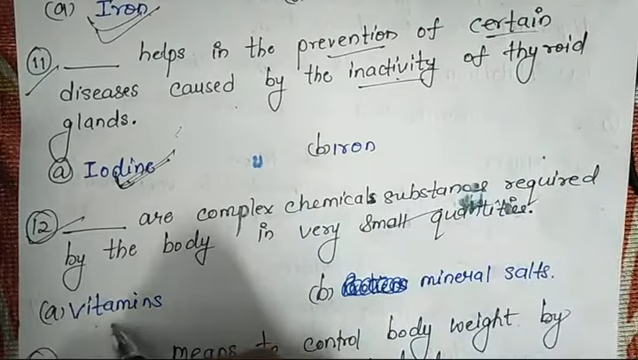 (a) Iron
(11) ____ helps in the prevention of certain
diseases caused by the inactivity of thyroid
glands.
(a) Iodine (b) iron
(12) ____ are complex chemicals substances required
by the body in very small quantities.
(a) Vitamins (b) mineral salts.
means to control body weight by